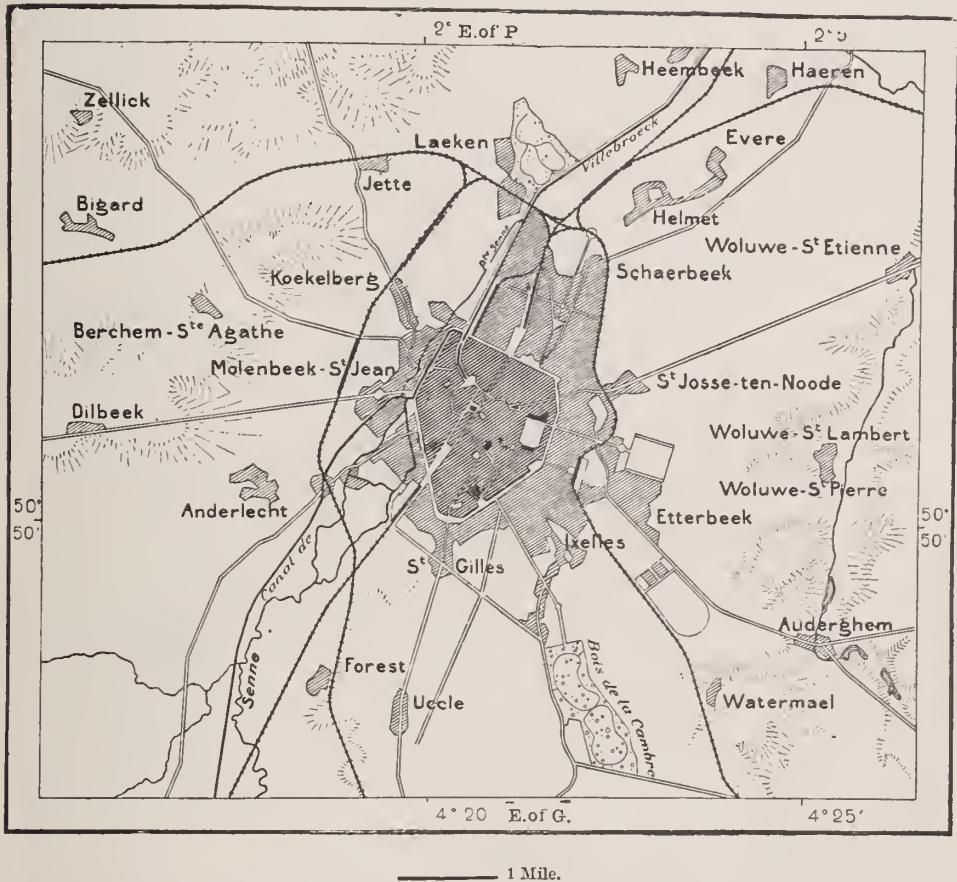 2° E. of P
2° 5
Heembeek
Haeren
Zellick
Laeken
Villebroeck
Evere
Jette
Bigard
Helmet
Woluwe-St Etienne
pte Senne
Schaerbeek
Koekelberg
Berchem-Ste Agathe
Molenbeek-St Jean
St Josse-ten-Noode
Dilbeek
Woluwe-St Lambert
Woluwe-St Pierre
50°
50'
Anderlecht
Etterbeek
50°
50'
Canal de
Ixelles
St Gilles
Auderghem
Bois de la Cambre
Senne
Forest
Uccle
Watermael
4° 20 E. of G.
4° 25'
1 Mile.